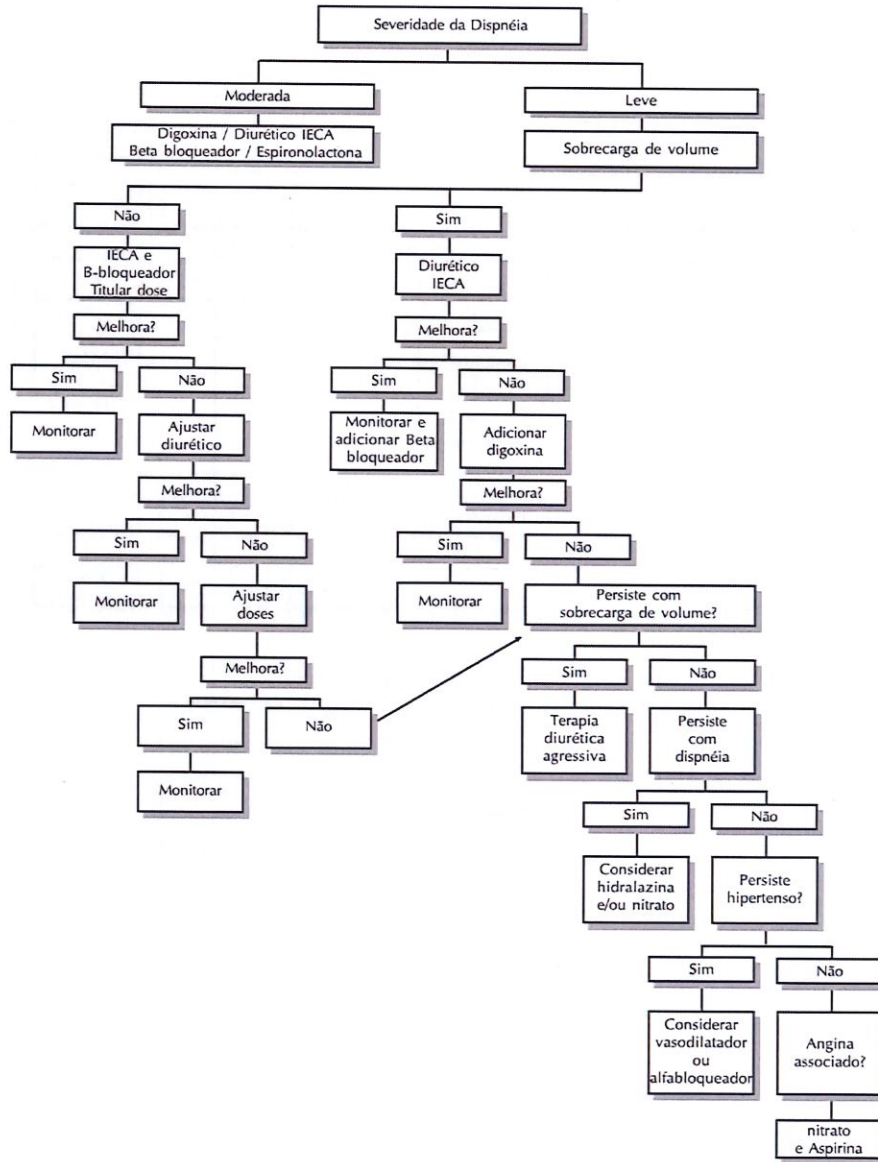 Severidade da Dispnéia
Moderada
Leve
Digoxina / Diurético IECA
Beta bloqueador / Espironolactona
Sobrecarga de volume
Não
Sim
IECA e
B-bloqueador
Titular dose
Diurético
IECA
Melhora?
Melhora?
Sim
Não
Sim
Não
Monitorar
Ajustar
diurético
Monitorar e
adicionar Beta
bloqueador
Adicionar
digoxina
Melhora?
Melhora?
Sim
Não
Sim
Não
Monitorar
Ajustar
doses
Monitorar
Persiste com
sobrecarga de volume?
Melhora?
Sim
Não
Sim
Não
Monitorar
Terapia
diurética
agressiva
Persiste
com
dispnéia
Sim
Não
Considerar
hidralazina
e/ou nitrato
Persiste
hipertenso?
Sim
Não
Considerar
vasodilatador
ou
alfabloqueador
Angina
associado?
nitrato
e Aspirina